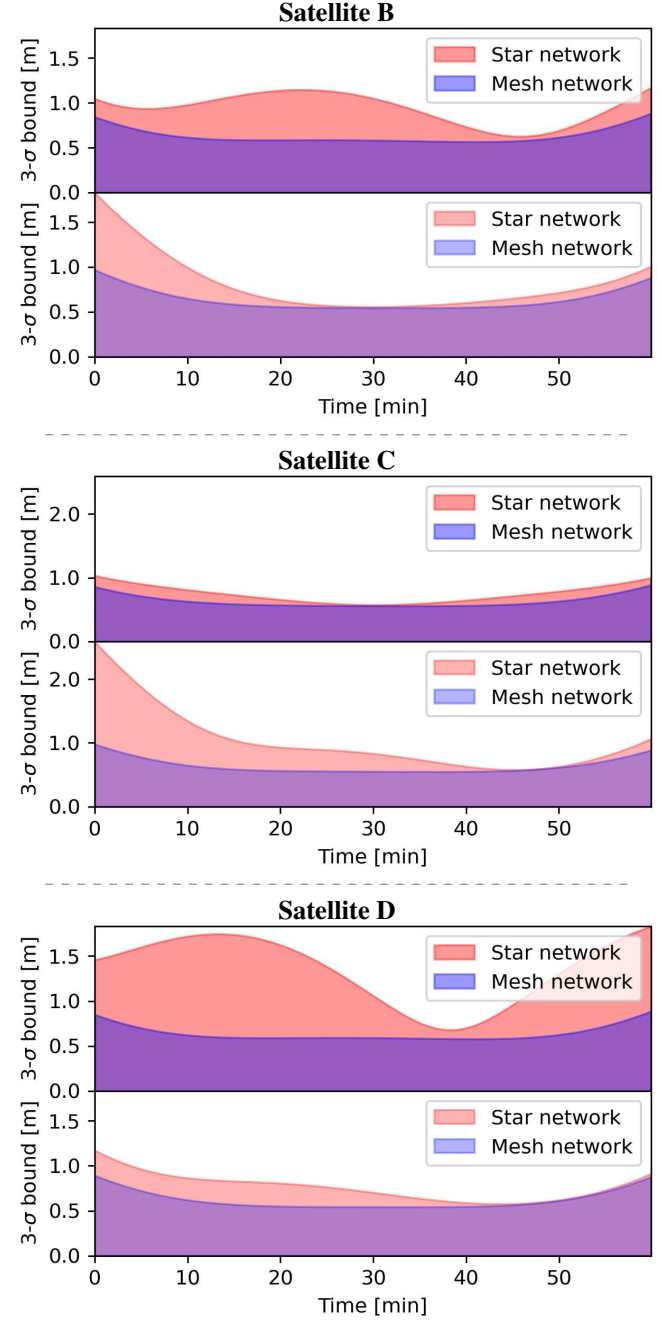 Satellite B
3-σ bound [m]
1.5
1.0
0.5
0.0
Star network
Mesh network
3-σ bound [m]
1.5
1.0
0.5
0.0
Star network
Mesh network
0 10 20 30 40 50
Time [min]
Satellite C
3-σ bound [m]
2.0
1.0
0.0
Star network
Mesh network
3-σ bound [m]
2.0
1.0
0.0
Star network
Mesh network
0 10 20 30 40 50
Time [min]
Satellite D
3-σ bound [m]
1.5
1.0
0.5
0.0
Star network
Mesh network
3-σ bound [m]
1.5
1.0
0.5
0.0
Star network
Mesh network
0 10 20 30 40 50
Time [min]